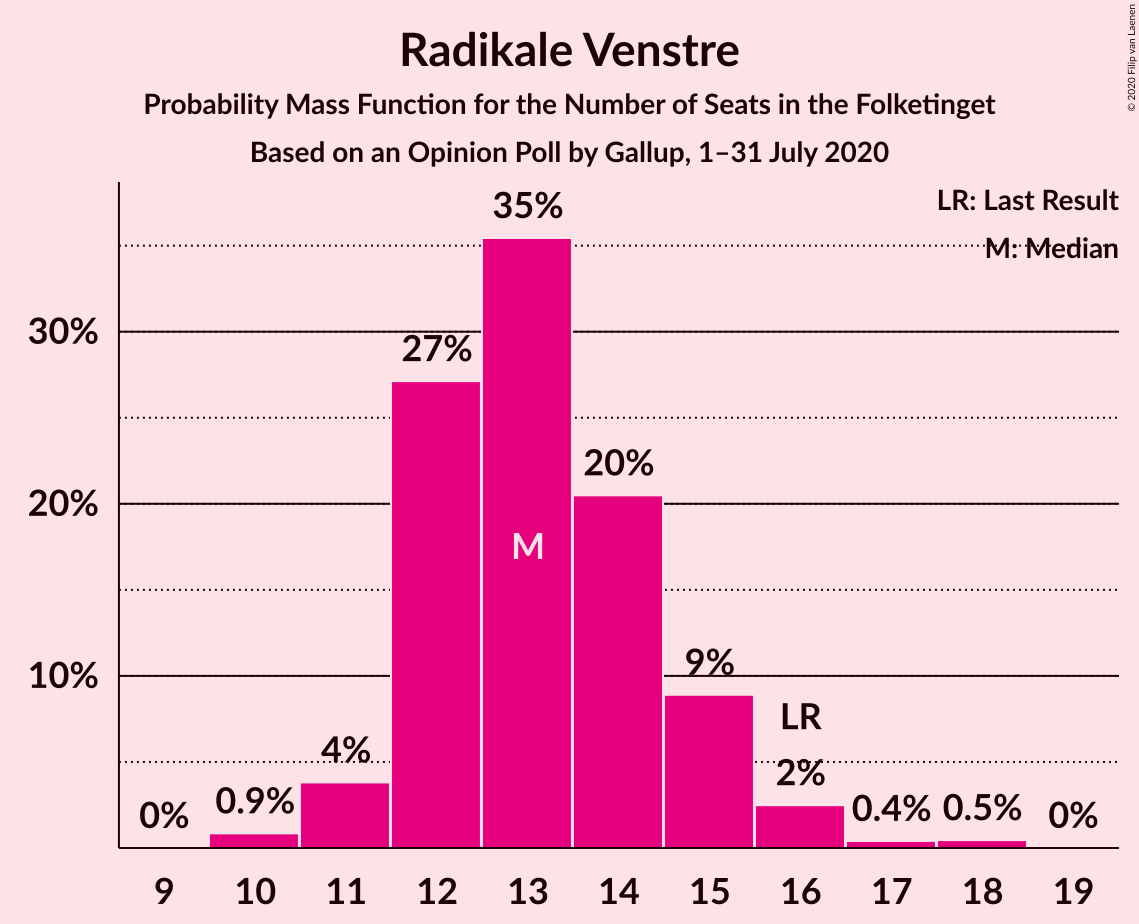 Radikale Venstre
Probability Mass Function for the Number of Seats in the Folketinget
Based on an Opinion Poll by Gallup, 1–31 July 2020
© 2020 Filip van Laenen
LR: Last Result
M: Median
35%
30%
27%
20%
20%
M
10%
9%
LR
4%
2%
0%
0.9%
0.4%
0.5%
0%
9 10 11 12 13 14 15 16 17 18 19